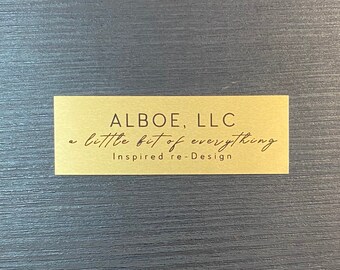 ALBOE, LLC
a little bit of everything
Inspired re-Design